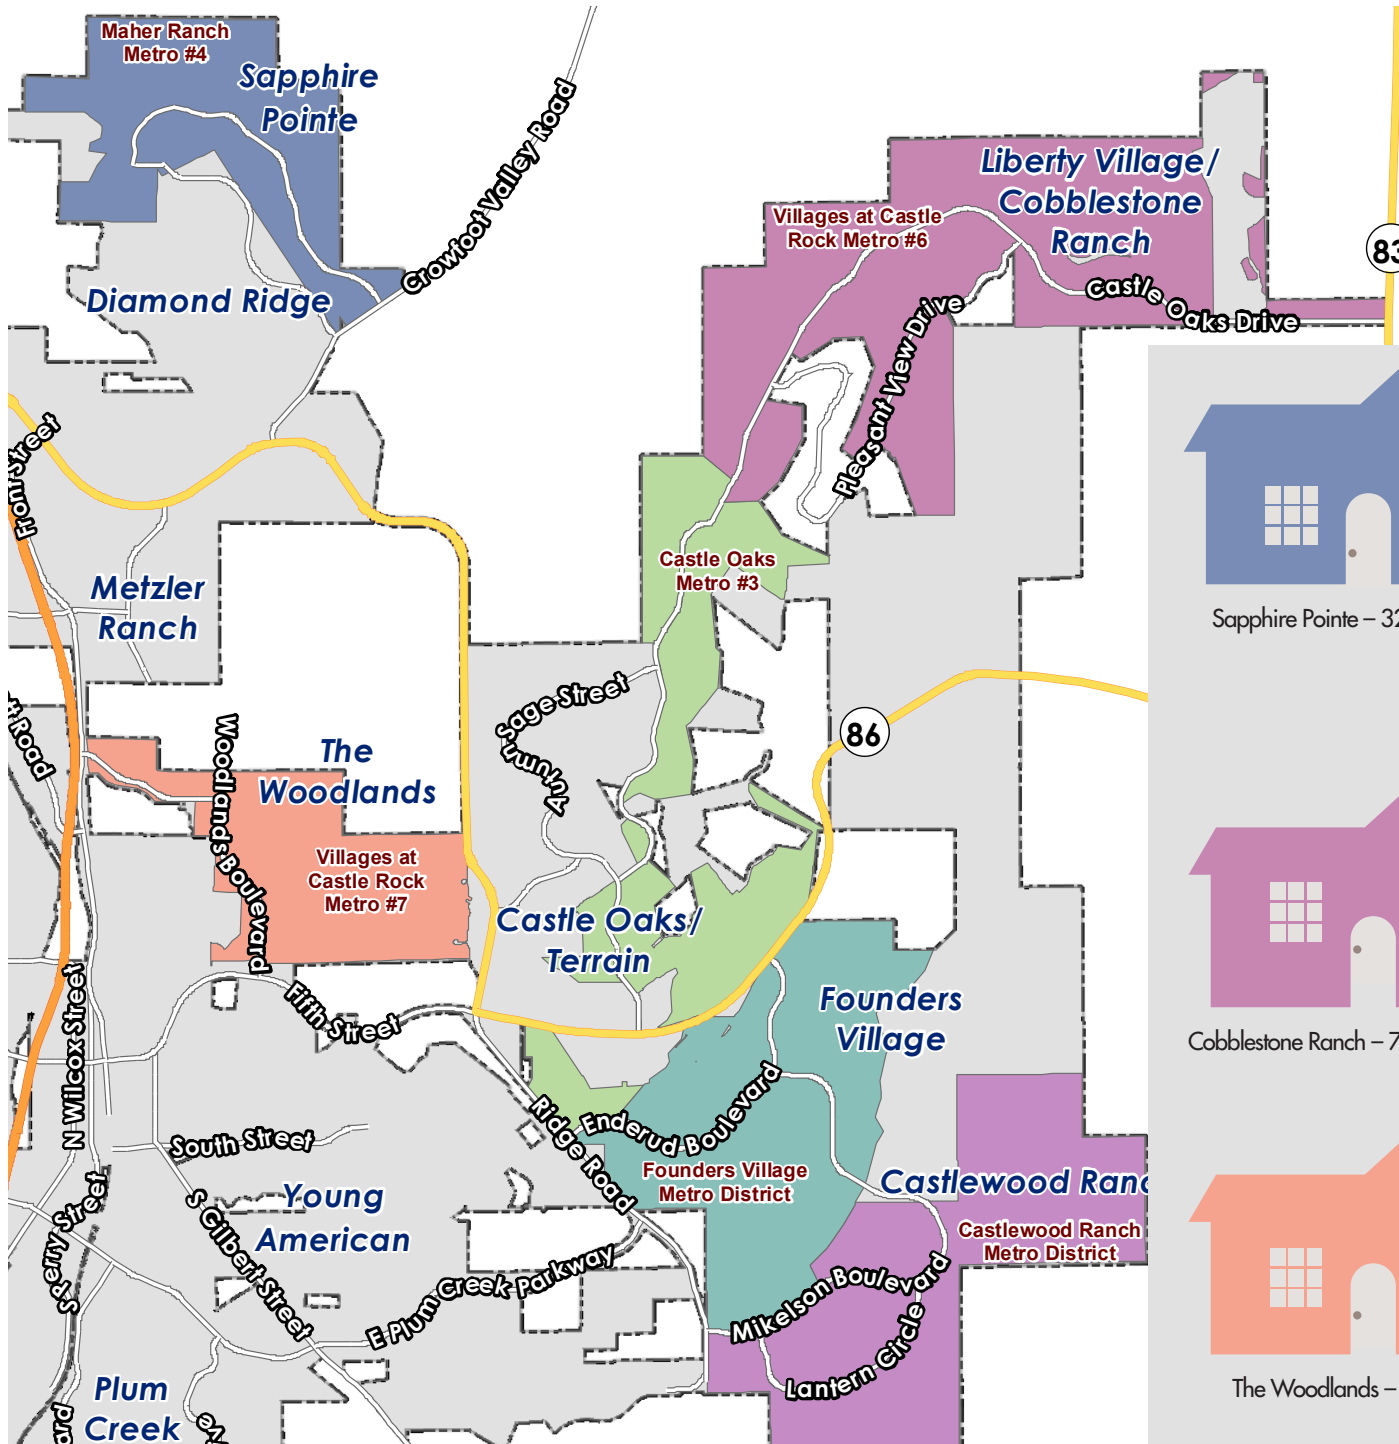 Maher Ranch
Metro #4
Sapphire
Pointe
Crowfoot Valley Road
Diamond Ridge
Liberty Village/
Cobblestone
Ranch
Villages at Castle
Rock Metro #6
83
Castle Oaks Drive
Pleasant View Drive
Front Street
Castle Oaks
Metro #3
Metzler
Ranch
Sapphire Pointe – 32
Sage Street
Autumn
86
Road
Woodlands Boulevard
The
Woodlands
Villages at
Castle Rock
Metro #7
Castle Oaks/
Terrain
Founders
Village
Fifth Street
N Wilcox Street
Cobblestone Ranch – 7
Ridge Road
Enderud Boulevard
South Street
Founders Village
Metro District
Castlewood Ranc
Castlewood Ranch
Metro District
Young
American
S Gilbert Street
S Perry Street
E Plum Creek Parkway
Mikelson Boulevard
Lantern Circle
Plum
Creek
The Woodlands –